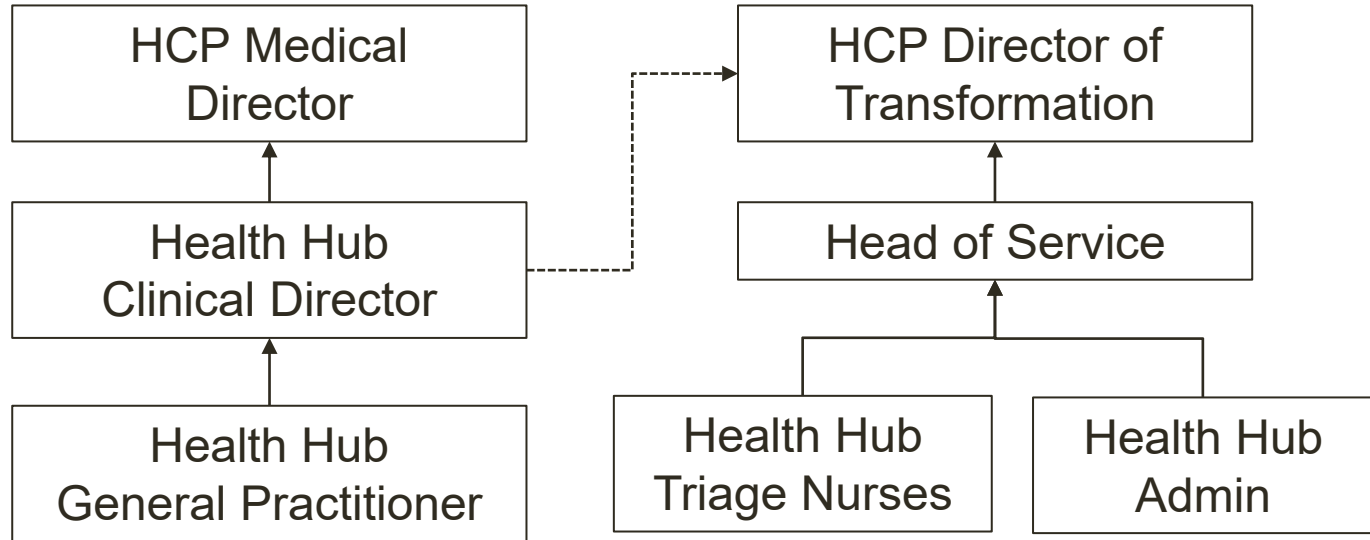 HCP Medical
Director
HCP Director of
Transformation
Health Hub
Clinical Director
Head of Service
Health Hub
General Practitioner
Health Hub
Triage Nurses
Health Hub
Admin